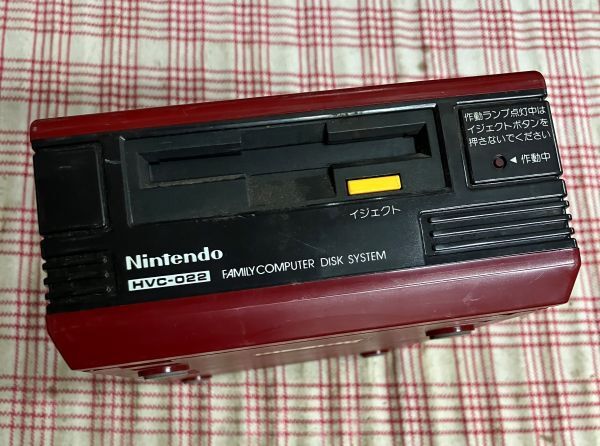 作動ランプ点灯中は
イジェクトボタンを
押さないでください
◀ 作動中
イジェクト
Nintendo
HVC-022
FAMILY COMPUTER DISK SYSTEM